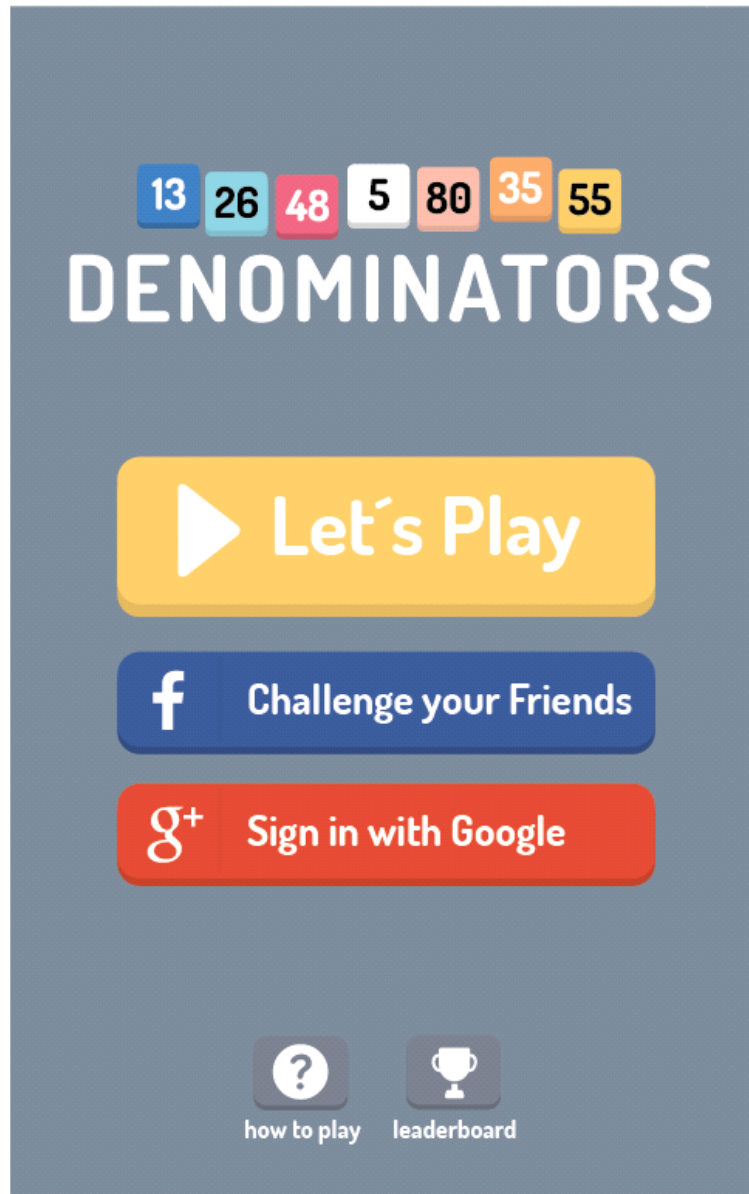 13 26 48 5 80 35 55
DENOMINATORS
Let´s Play
f Challenge your Friends
g+ Sign in with Google
?
how to play leaderboard